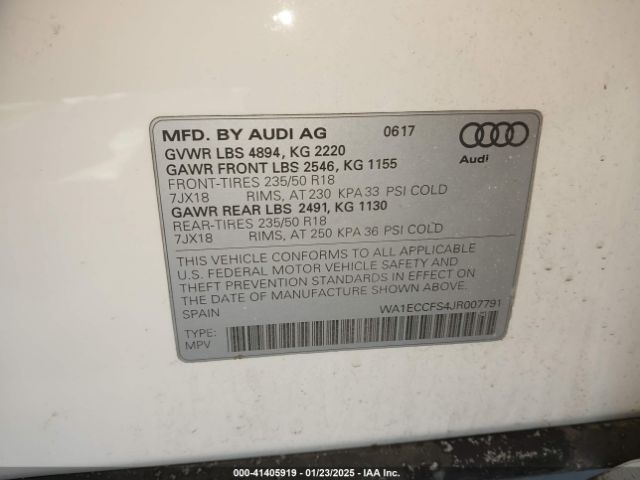 MFD. BY AUDI AG 0617
GVWR LBS 4894, KG 2220
GAWR FRONT LBS 2546, KG 1155
FRONT-TIRES 235/50 R18
7JX18 RIMS, AT 230 KPA 33 PSI COLD
GAWR REAR LBS 2491, KG 1130
REAR-TIRES 235/50 R18
7JX18 RIMS, AT 250 KPA 36 PSI COLD
Audi
THIS VEHICLE CONFORMS TO ALL APPLICABLE
U.S. FEDERAL MOTOR VEHICLE SAFETY AND
THEFT PREVENTION STANDARDS IN EFFECT ON
THE DATE OF MANUFACTURE SHOWN ABOVE.
SPAIN WA1ECCFS4JR007791
TYPE:
MPV
000-41405919 - 01/23/2025 - IAA Inc.